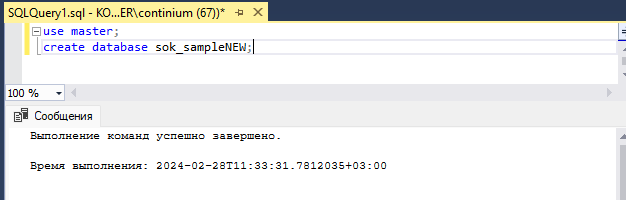 SQLQuery1.sql - KO...ER\continium (67))*
use master;
create database sok_sampleNEW;
100 %
Сообщения
Выполнение команд успешно завершено.
Время выполнения: 2024-02-28T11:33:31.7812035+03:00